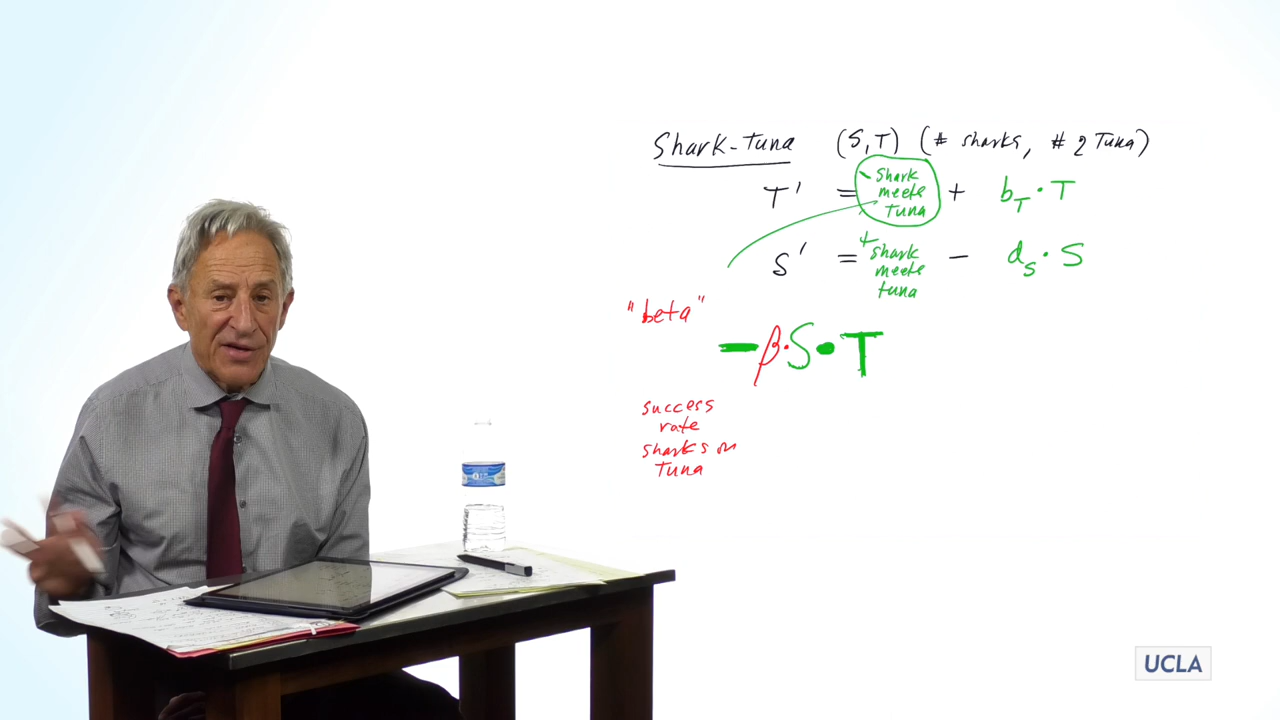 Shark-Tuna (S,T) (# sharks, # 2 Tuna)
T' = - shark meets tuna + b_T · T
S' = + shark meets tuna - d_S · S
"beta"
- β · S · T
success
rate
sharks on
Tuna
UCLA